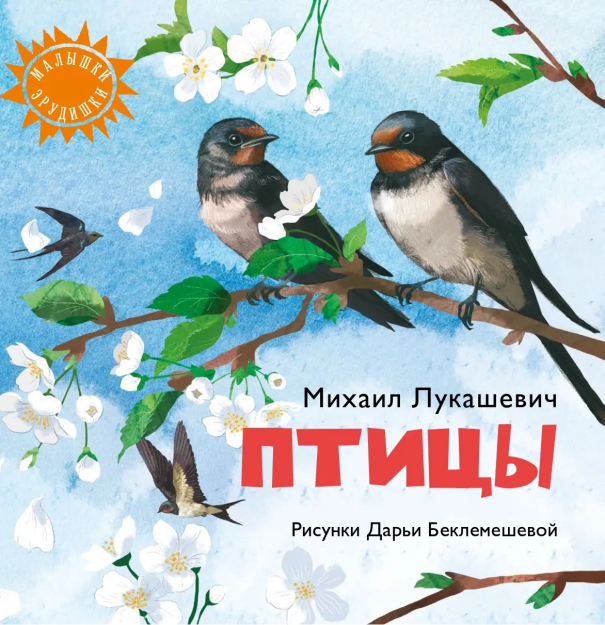 МАЛЫШКИ
ЭРУДИШКИ
Михаил Лукашевич
ПТИЦЫ
Рисунки Дарьи Беклемешевой